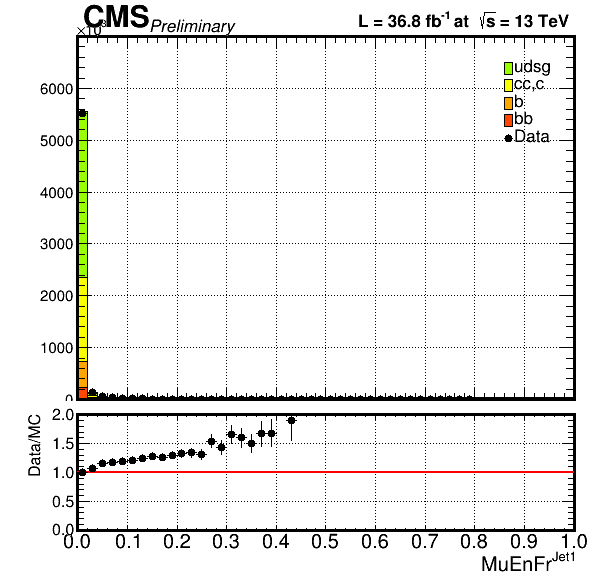 CMS Preliminary L = 36.8 fb⁻¹ at √s = 13 TeV
×10³
udsg
cc,c
b
bb
Data
6000
5000
4000
3000
2000
1000
0
Data/MC
2.0
1.5
1.0
0.5
0.0
0.0 0.1 0.2 0.3 0.4 0.5 0.6 0.7 0.8 0.9 1.0
MuEnFr^Jet1